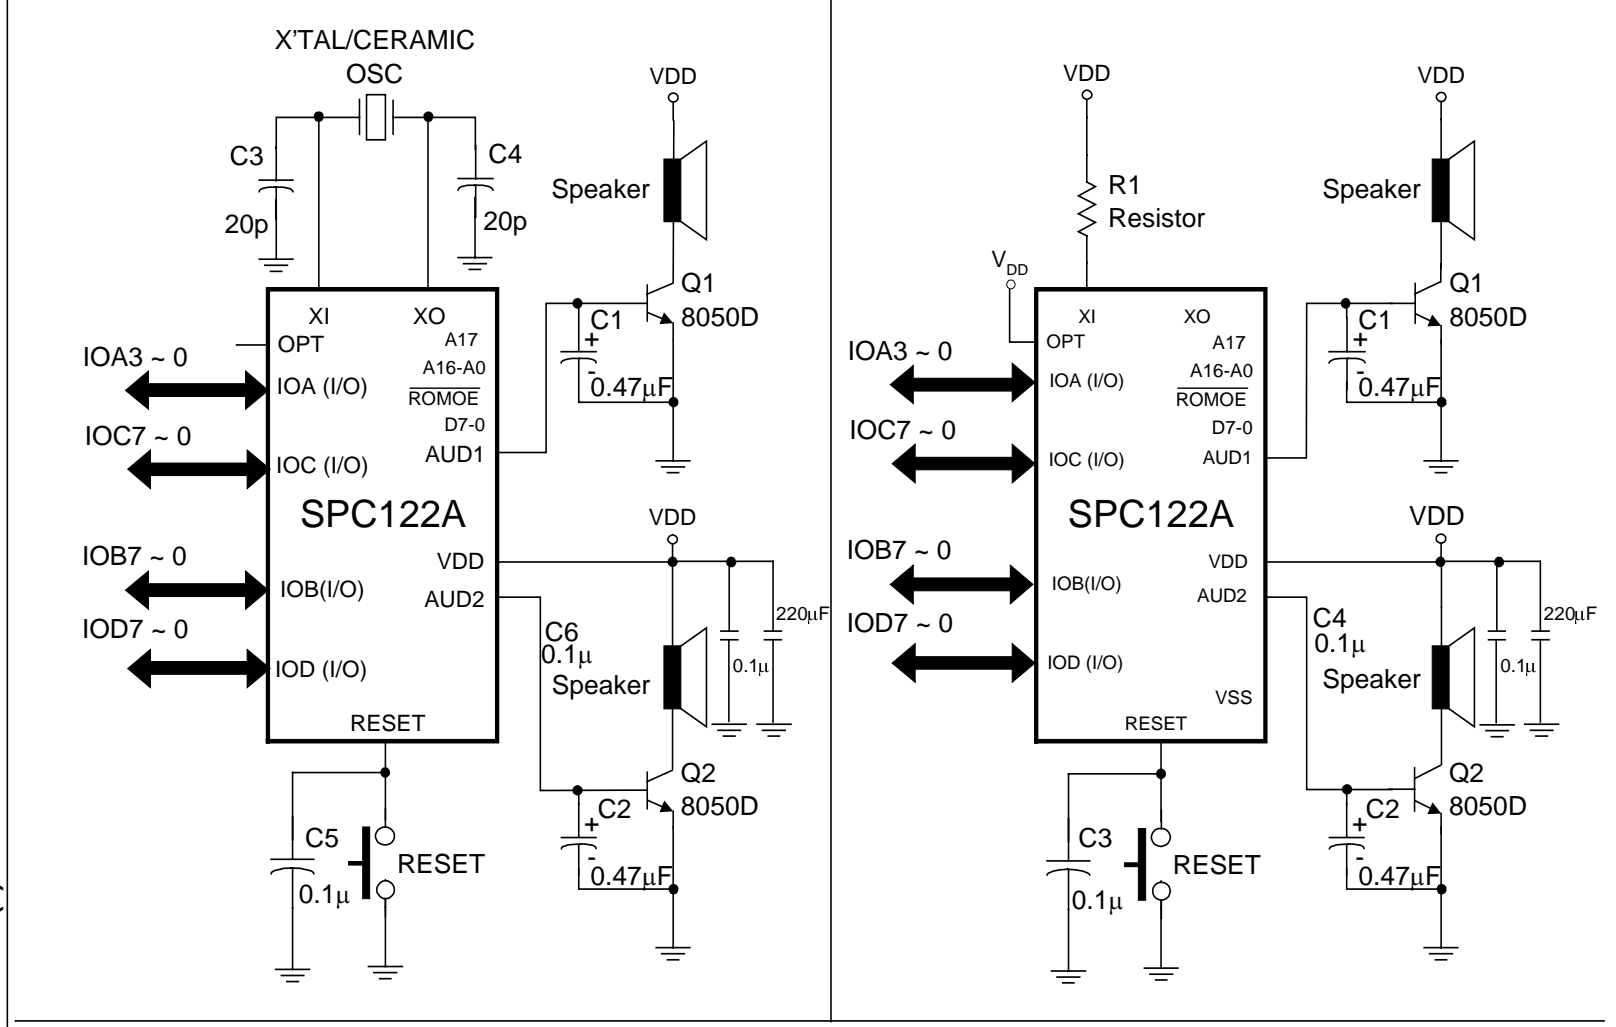 X'TAL/CERAMIC
OSC
VDD
C3
C4
20p
20p
Speaker
Q1
8050D
XI
XO
OPT
A17
A16-A0
ROMOE
D7-0
AUD1
C1
+
-
0.47µF
IOA3 ~ 0
IOA (I/O)
IOC7 ~ 0
IOC (I/O)
SPC122A
VDD
IOB7 ~ 0
IOB(I/O)
VDD
AUD2
IOD7 ~ 0
IOD (I/O)
C6
0.1µ
Speaker
0.1µ
220µF
RESET
Q2
8050D
C2
+
-
0.47µF
C5
0.1µ
RESET
VDD
VDD
R1
Resistor
Speaker
VDD
Q1
8050D
XI
XO
OPT
A17
A16-A0
ROMOE
D7-0
AUD1
C1
+
-
0.47µF
IOA3 ~ 0
IOA (I/O)
IOC7 ~ 0
IOC (I/O)
SPC122A
VDD
IOB7 ~ 0
IOB(I/O)
VDD
AUD2
IOD7 ~ 0
IOD (I/O)
C4
0.1µ
Speaker
0.1µ
220µF
VSS
RESET
Q2
8050D
C2
+
-
0.47µF
C3
0.1µ
RESET